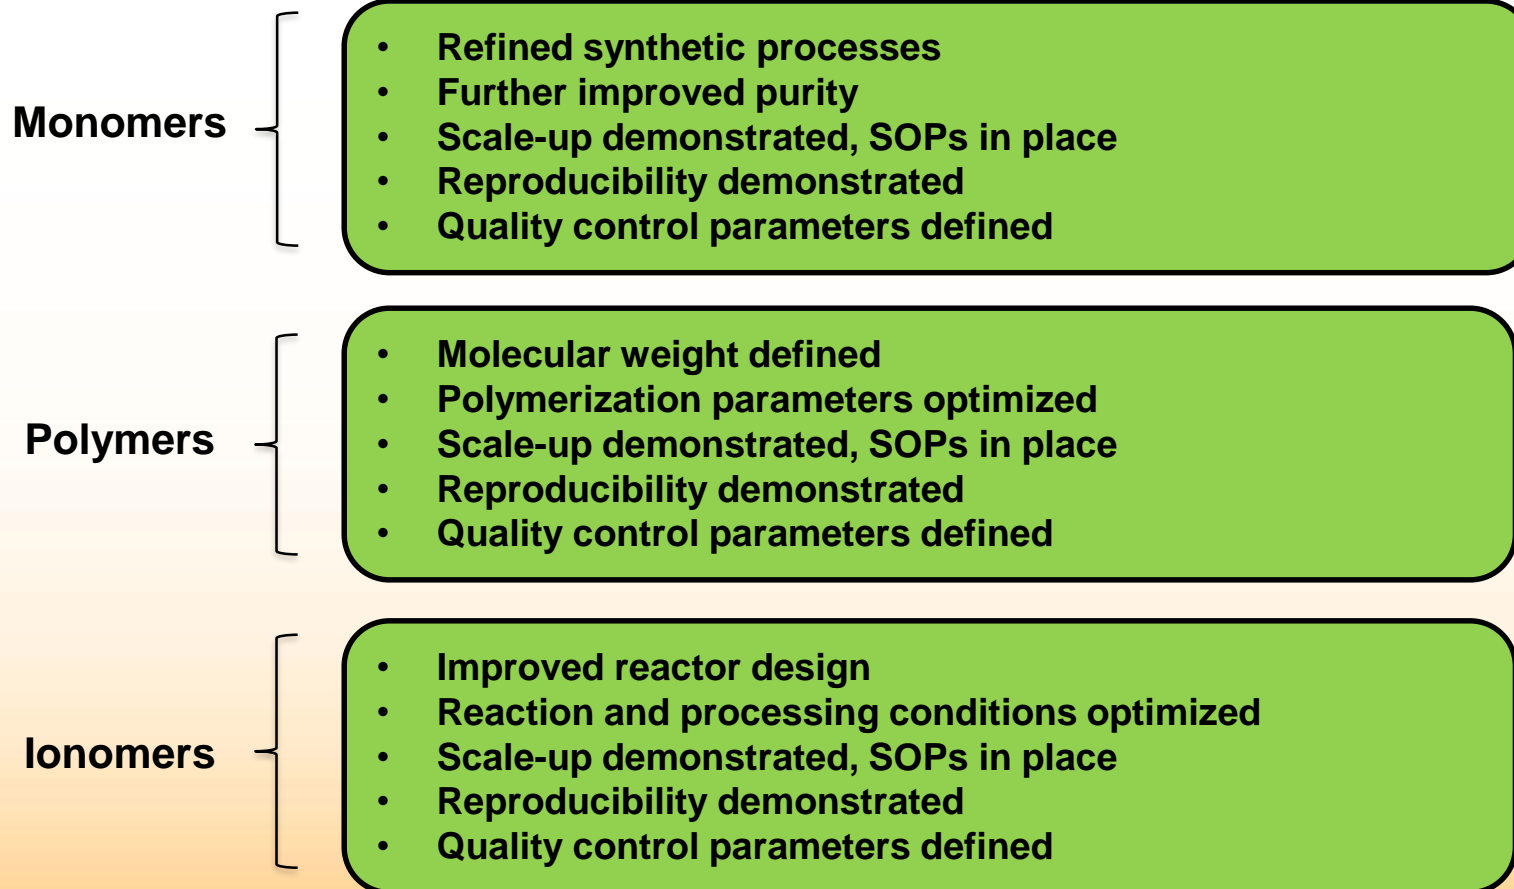 Monomers
• Refined synthetic processes
• Further improved purity
• Scale-up demonstrated, SOPs in place
• Reproducibility demonstrated
• Quality control parameters defined
Polymers
• Molecular weight defined
• Polymerization parameters optimized
• Scale-up demonstrated, SOPs in place
• Reproducibility demonstrated
• Quality control parameters defined
Ionomers
• Improved reactor design
• Reaction and processing conditions optimized
• Scale-up demonstrated, SOPs in place
• Reproducibility demonstrated
• Quality control parameters defined